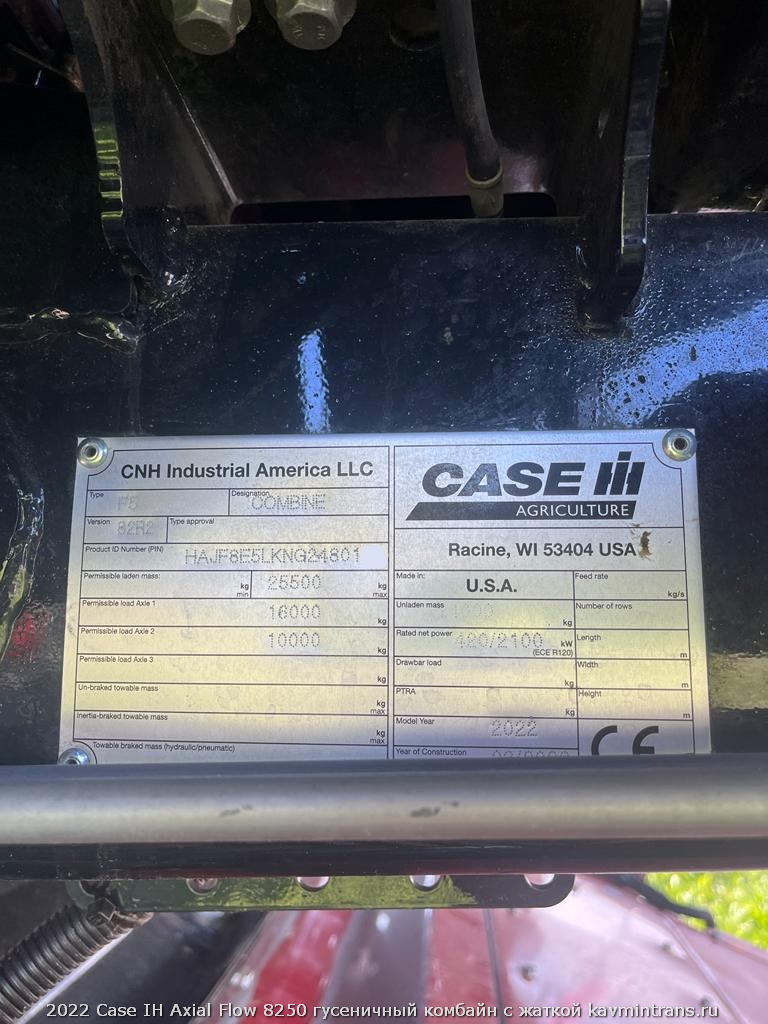 CNH Industrial America LLC
Type F5 Designation COMBINE
Version 82R2 Type approval
Product ID Number (PIN) HAJF8E5LKNG24801
Permissible laden mass: kg min 25500 kg max
Permissible load Axle 1 16000 kg
Permissible load Axle 2 10000 kg
Permissible load Axle 3 kg
Un-braked towable mass kg max
Inertia-braked towable mass kg max
Towable braked mass (hydraulic/pneumatic)
CASE IH
AGRICULTURE
Racine, WI 53404 USA
Made in: U.S.A. Feed rate kg/s
Unladen mass kg Number of rows
Rated net power 420/2100 kW (ECE R120) Length m
Drawbar load kg Width m
PTRA kg Height m
Model Year 2022
Year of Construction
CE
2022 Case IH Axial Flow 8250 гусеничный комбайн с жаткой kavmintrans.ru